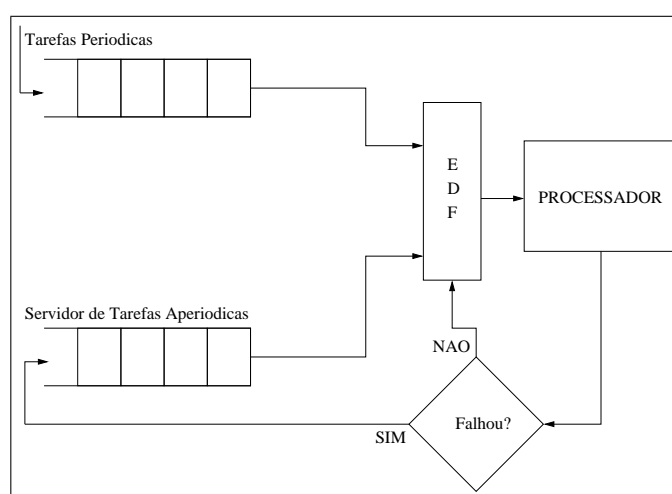 Tarefas Periodicas
E
D
F
PROCESSADOR
Servidor de Tarefas Aperiodicas
NAO
Falhou?
SIM